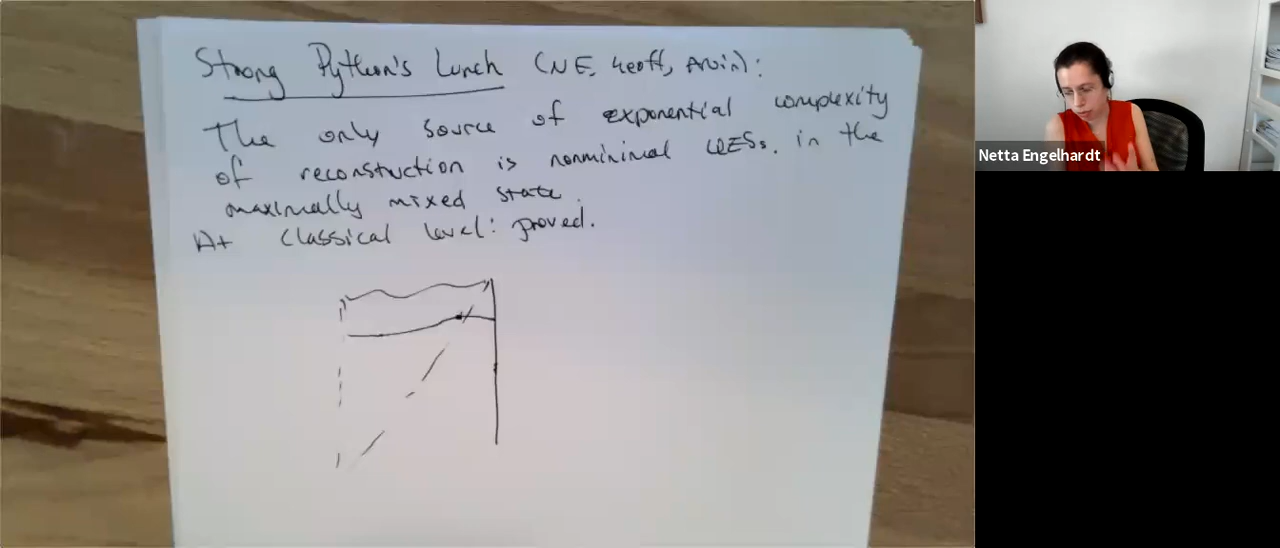 Strong Python's Lunch (NE, Geoff, Arvin):
The only source of exponential complexity
of reconstuction is nonminimal QESs. in the
maximally mixed state.
At classical level: proved.
Netta Engelhardt